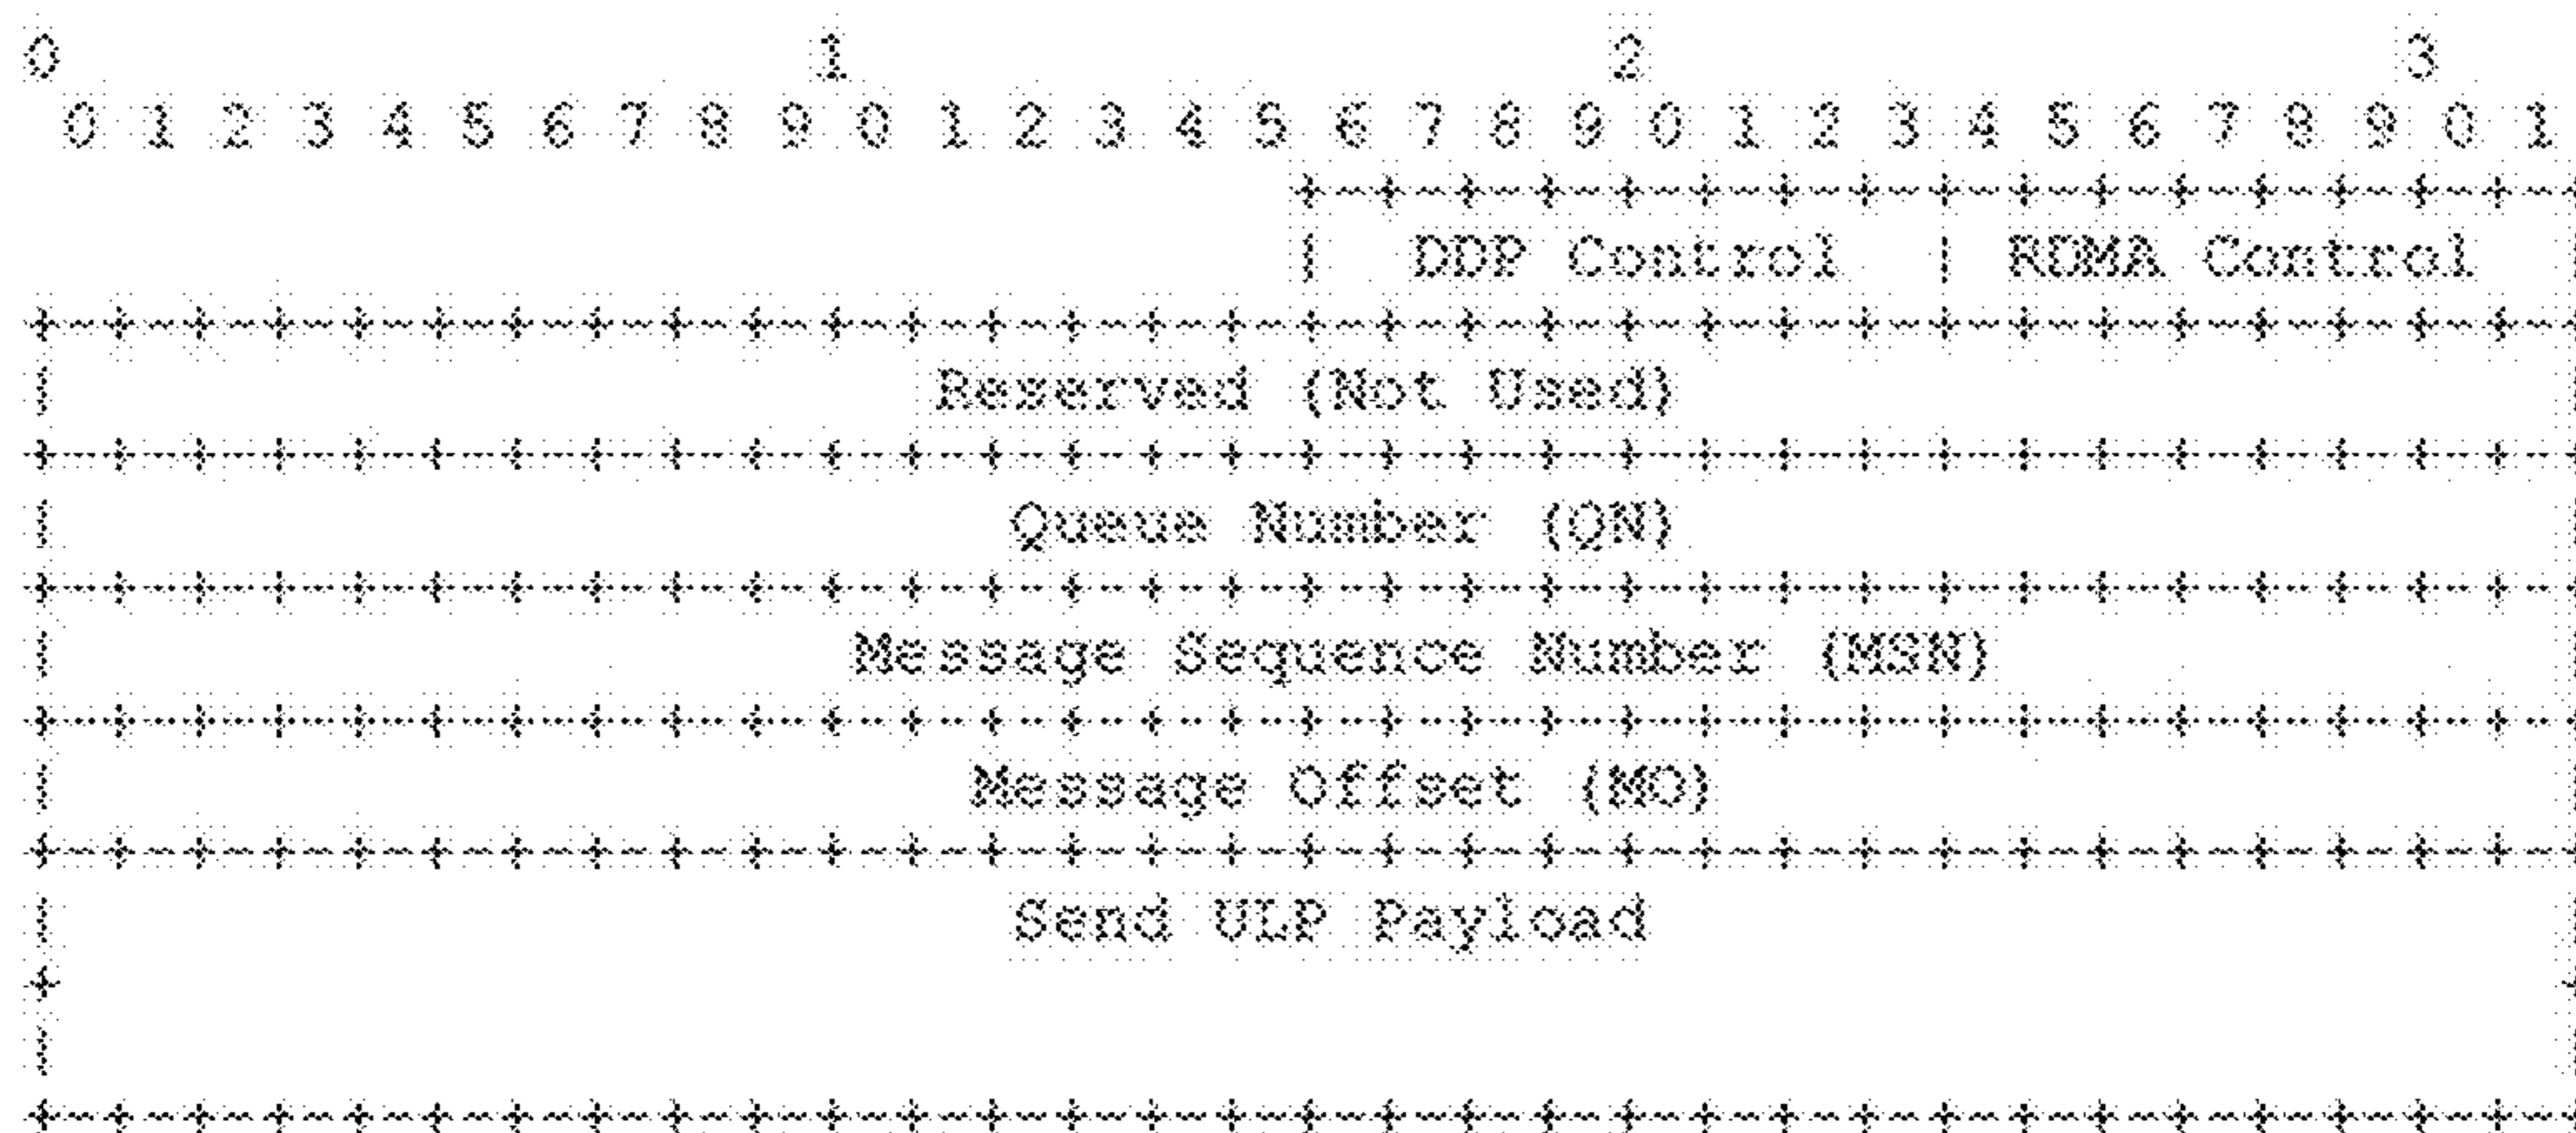 0                   1                   2                   3
 0 1 2 3 4 5 6 7 8 9 0 1 2 3 4 5 6 7 8 9 0 1 2 3 4 5 6 7 8 9 0 1
                                +-+-+-+-+-+-+-+-+-+-+-+-+-+-+-+-
                                |  DDP Control  | RDMA Control
+-+-+-+-+-+-+-+-+-+-+-+-+-+-+-+-+-+-+-+-+-+-+-+-+-+-+-+-+-+-+-+-
|                      Reserved (Not Used)
+-+-+-+-+-+-+-+-+-+-+-+-+-+-+-+-+-+-+-+-+-+-+-+-+-+-+-+-+-+-+-+-
|                        Queue Number (QN)
+-+-+-+-+-+-+-+-+-+-+-+-+-+-+-+-+-+-+-+-+-+-+-+-+-+-+-+-+-+-+-+-
|                    Message Sequence Number (MSN)
+-+-+-+-+-+-+-+-+-+-+-+-+-+-+-+-+-+-+-+-+-+-+-+-+-+-+-+-+-+-+-+-
|                       Message Offset (MO)
+-+-+-+-+-+-+-+-+-+-+-+-+-+-+-+-+-+-+-+-+-+-+-+-+-+-+-+-+-+-+-+-
|                        Send ULP Payload
+
|
+-+-+-+-+-+-+-+-+-+-+-+-+-+-+-+-+-+-+-+-+-+-+-+-+-+-+-+-+-+-+-+-